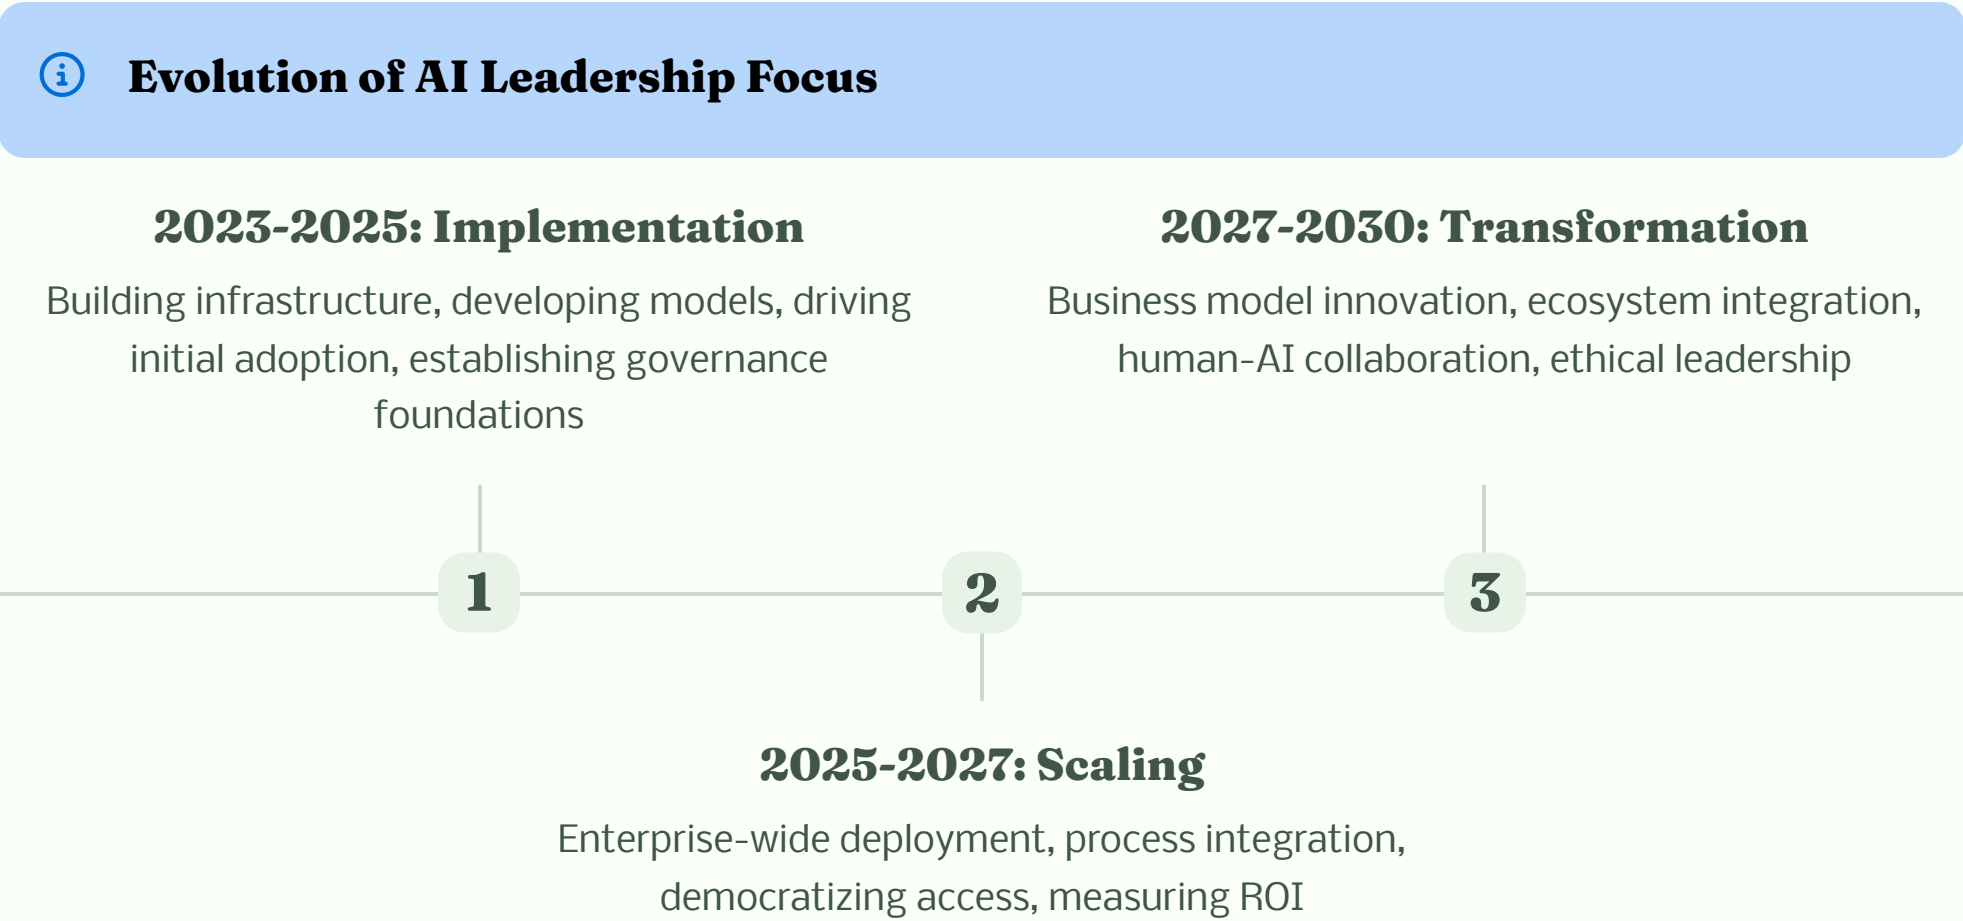 Evolution of AI Leadership Focus
2023-2025: Implementation
Building infrastructure, developing models, driving
initial adoption, establishing governance
foundations
2027-2030: Transformation
Business model innovation, ecosystem integration,
human-AI collaboration, ethical leadership
1
2
3
2025-2027: Scaling
Enterprise-wide deployment, process integration,
democratizing access, measuring ROI